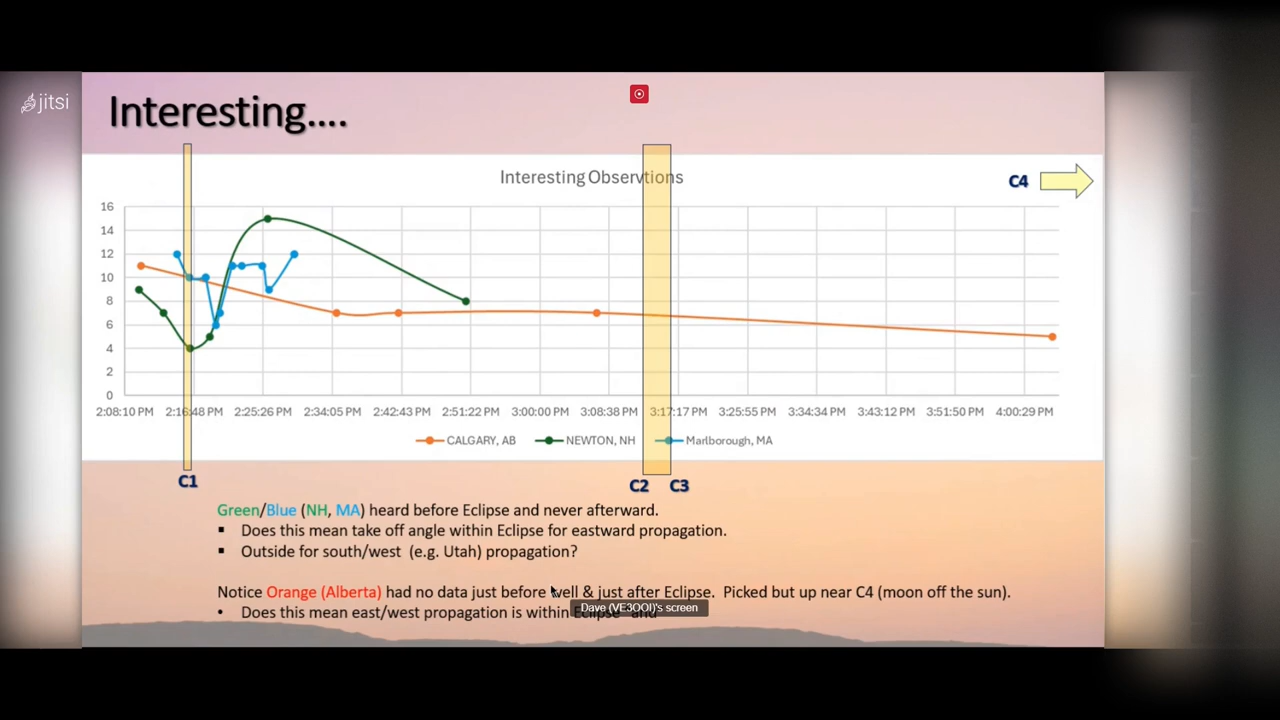 jitsi
Interesting....
Interesting Observtions
C4
16
14
12
10
8
6
4
2
0
2:08:10 PM 2:16:48 PM 2:25:26 PM 2:34:05 PM 2:42:43 PM 2:51:22 PM 3:00:00 PM 3:08:38 PM 3:17:17 PM 3:25:55 PM 3:34:34 PM 3:43:12 PM 3:51:50 PM 4:00:29 PM
CALGARY, AB NEWTON, NH Marlborough, MA
C1
C2 C3
Green/Blue (NH, MA) heard before Eclipse and never afterward.
▪ Does this mean take off angle within Eclipse for eastward propagation.
▪ Outside for south/west (e.g. Utah) propagation?
Notice Orange (Alberta) had no data just before well & just after Eclipse. Picked but up near C4 (moon off the sun).
Dave (VE3OOI)'s screen
• Does this mean east/west propagation is within Eclipse and